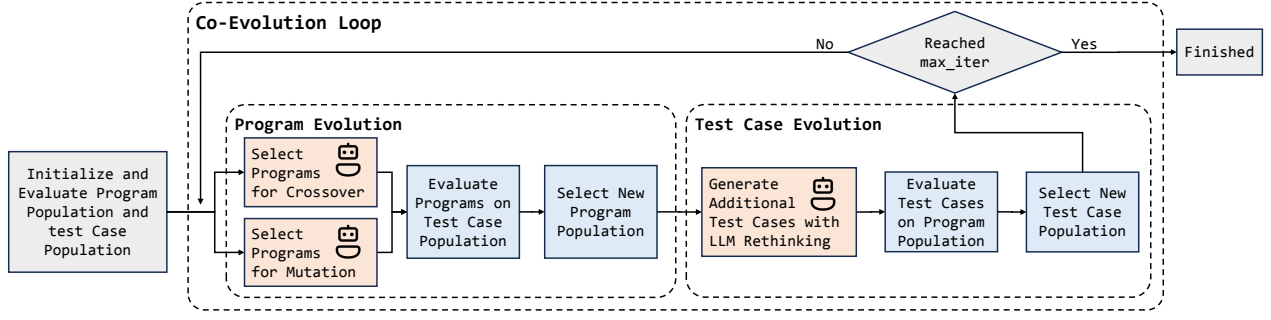 Co-Evolution Loop
No
Reached
max_iter
Yes
Finished
Program Evolution
Test Case Evolution
Initialize and
Evaluate Program
Population and
test Case
Population
Select
Programs
for Crossover
Select
Programs
for Mutation
Evaluate
Programs on
Test Case
Population
Select New
Program
Population
Generate
Additional
Test Cases with
LLM Rethinking
Evaluate
Test Cases
on Program
Population
Select New
Test Case
Population